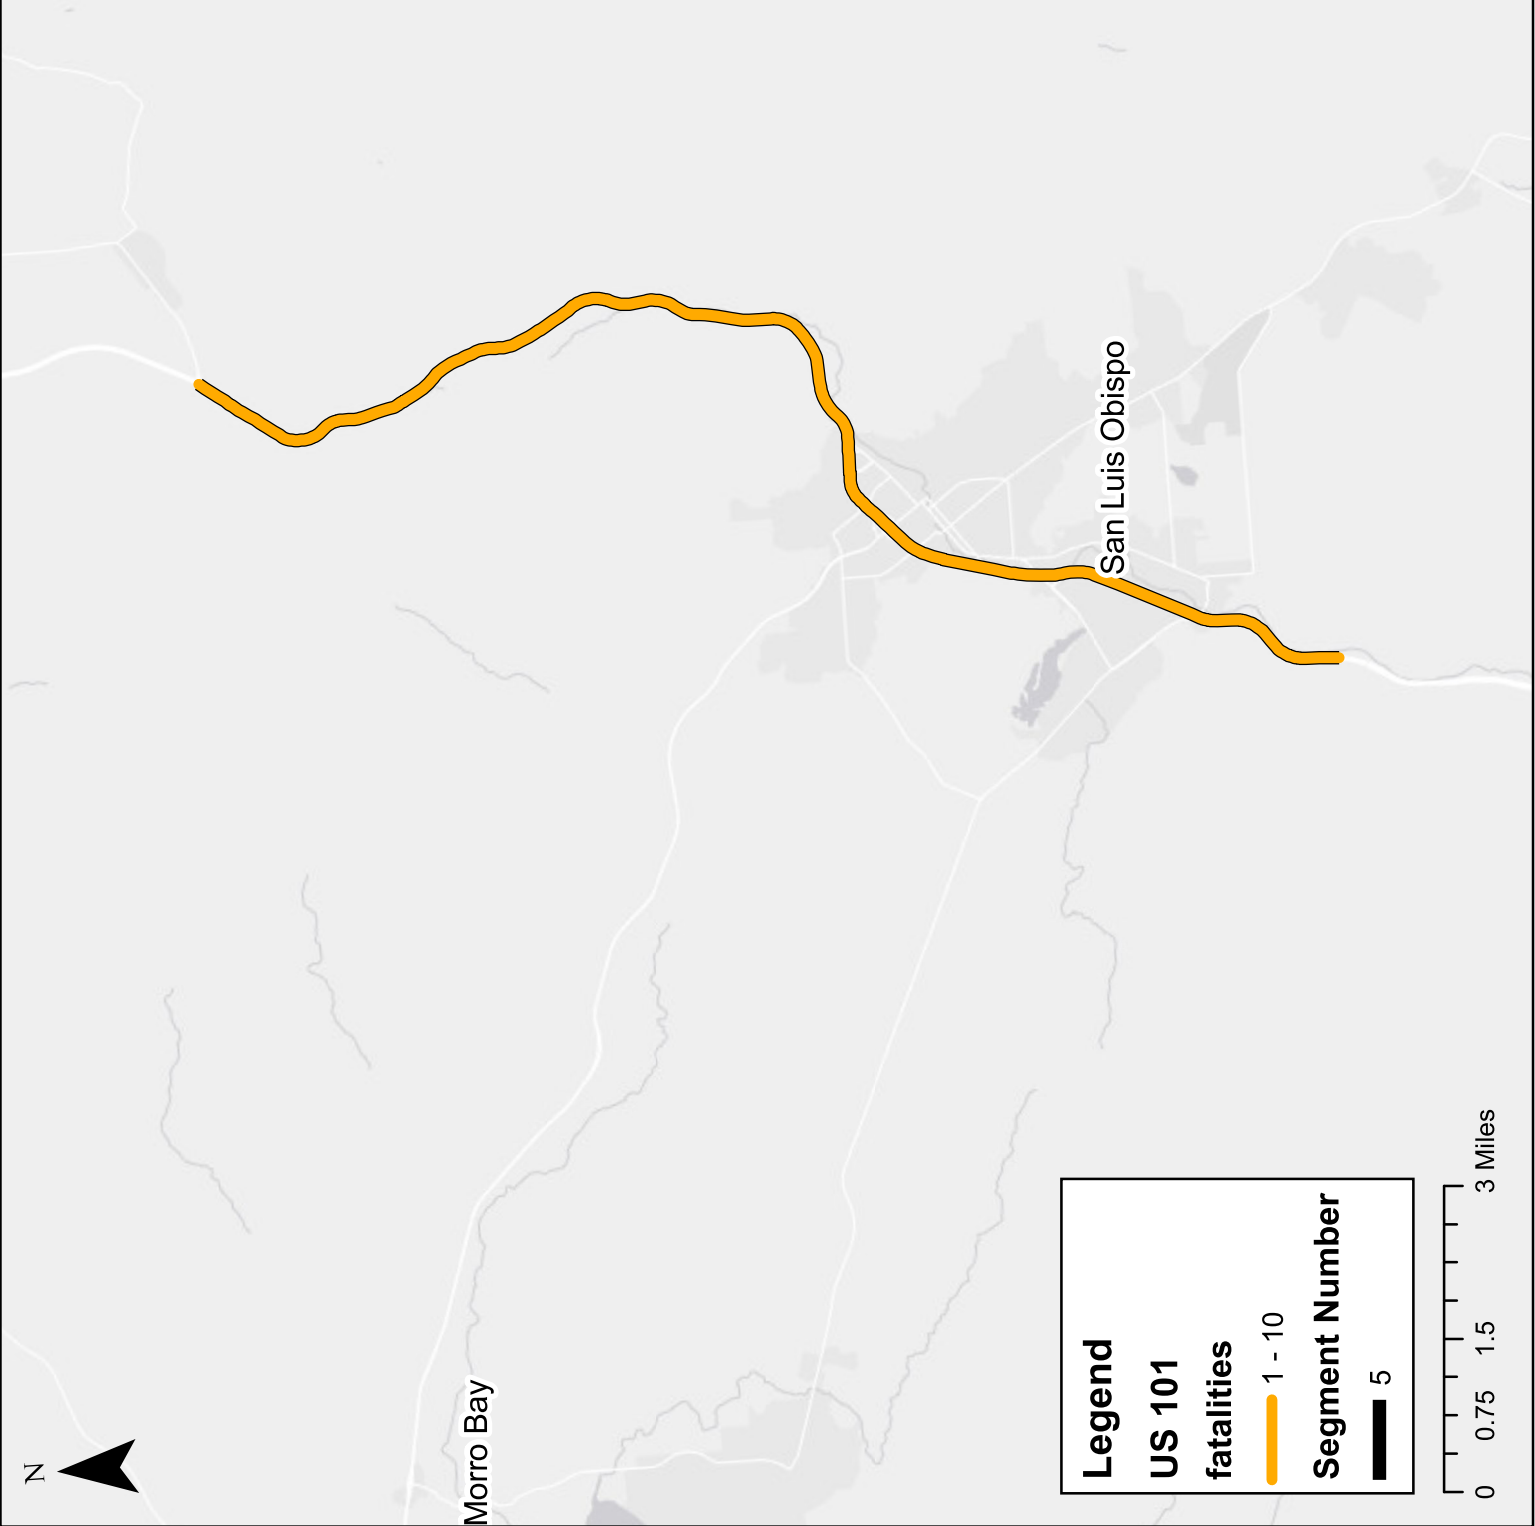 N
Morro Bay
San Luis Obispo
Legend
US 101
fatalities
1 - 10
Segment Number
5
0 0.75 1.5 3 Miles